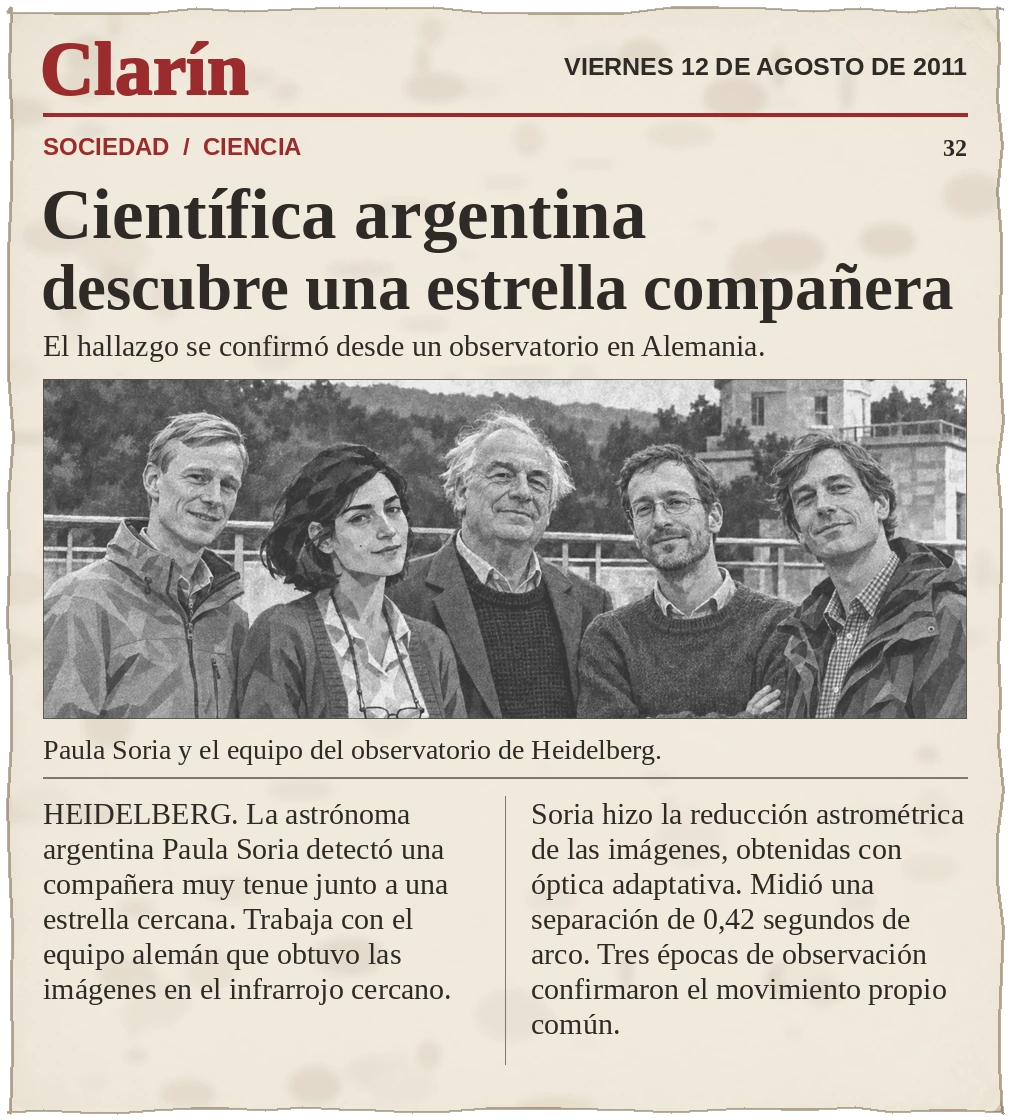 Clarín
VIERNES 12 DE AGOSTO DE 2011
SOCIEDAD / CIENCIA
32
Científica argentina
descubre una estrella compañera
El hallazgo se confirmó desde un observatorio en Alemania.
Paula Soria y el equipo del observatorio de Heidelberg.
HEIDELBERG. La astrónoma
argentina Paula Soria detectó una
compañera muy tenue junto a una
estrella cercana. Trabaja con el
equipo alemán que obtuvo las
imágenes en el infrarrojo cercano.
Soria hizo la reducción astrométrica
de las imágenes, obtenidas con
óptica adaptativa. Midió una
separación de 0,42 segundos de
arco. Tres épocas de observación
confirmaron el movimiento propio
común.